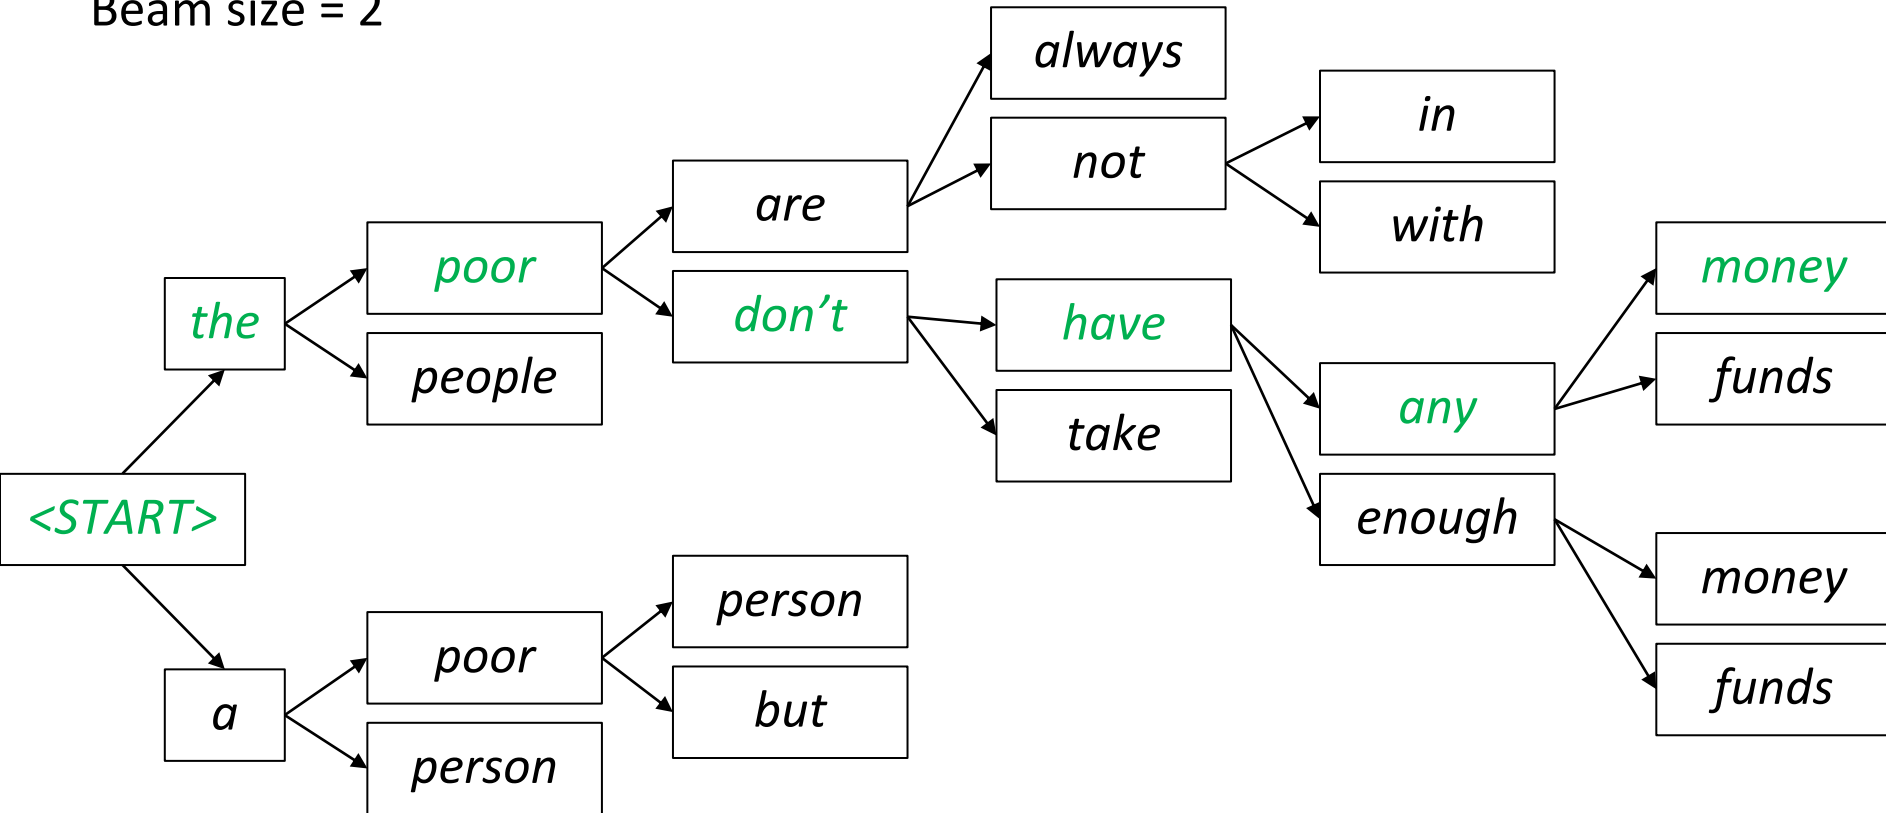 Beam size = 2
always
in
not
are
with
poor
money
the
don’t
have
people
funds
any
take
<START>
enough
person
money
poor
but
funds
a
person